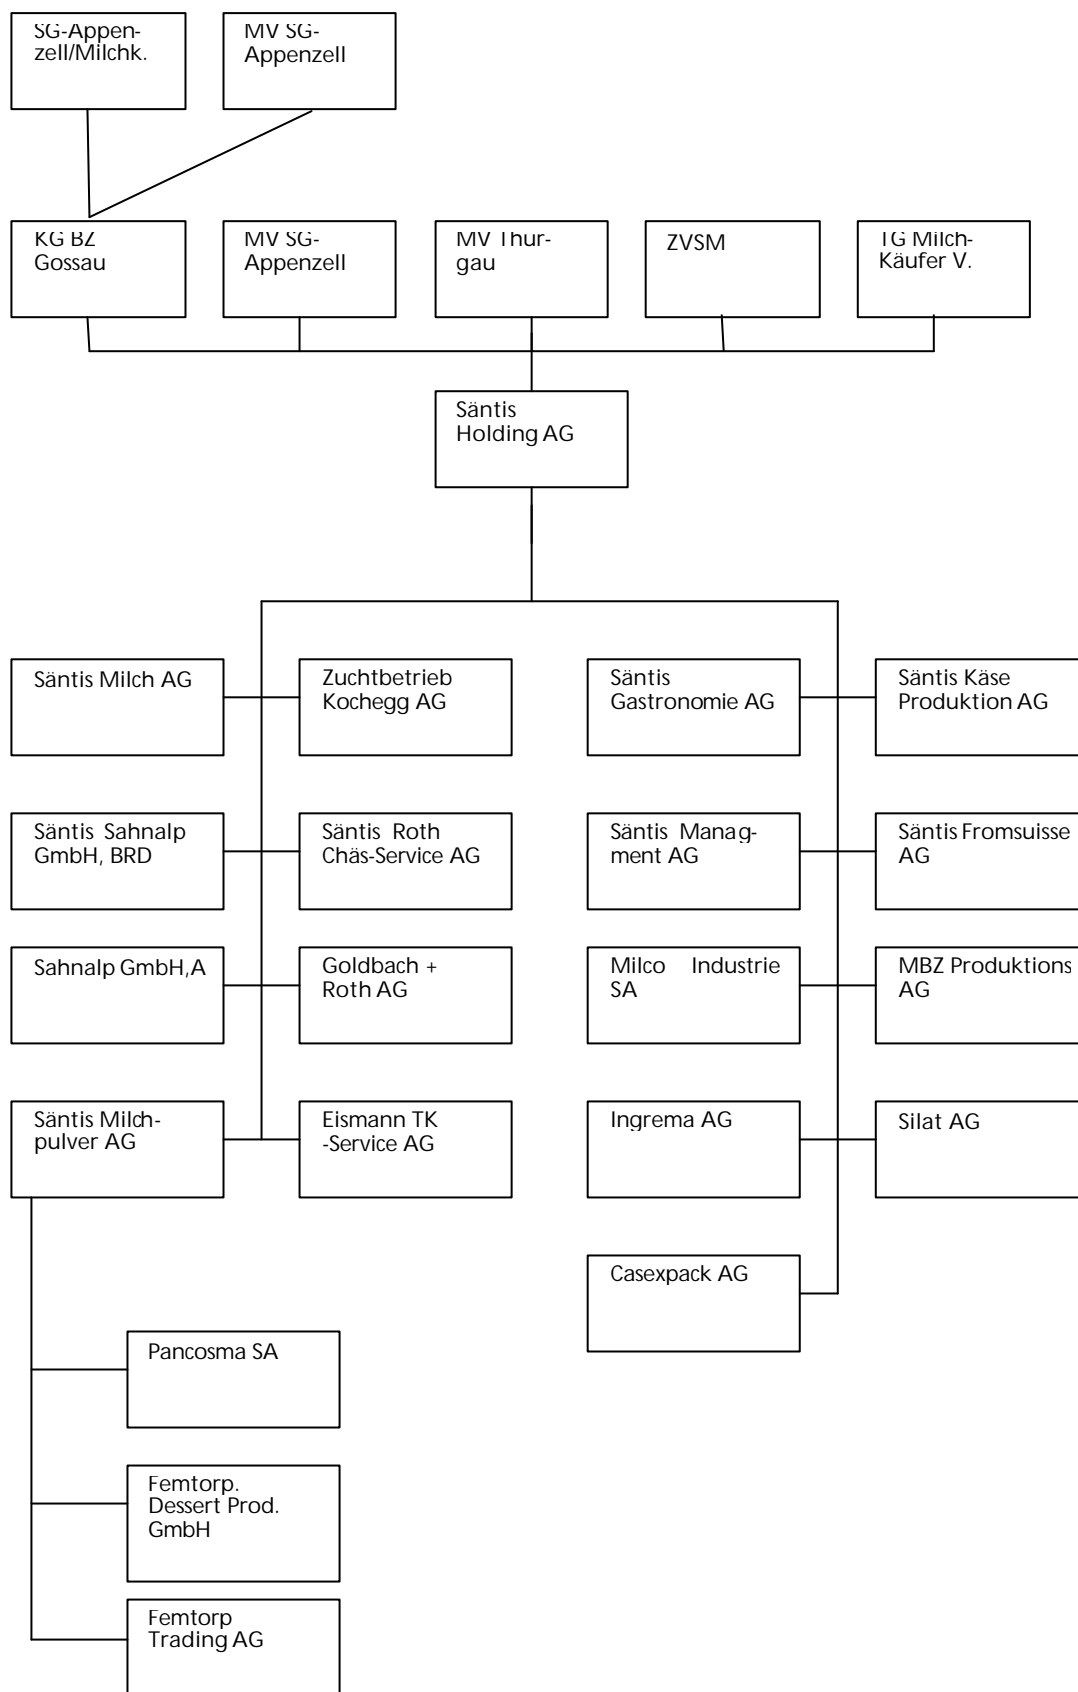 SG-Appen-
zell/Milchk.
MV SG-
Appenzell
KG BZ
Gossau
MV SG-
Appenzell
MV Thur-
gau
ZVSM
TG Milch-
Käufer V.
Säntis
Holding AG
Säntis Milch AG
Zuchtbetrieb
Kochegg AG
Säntis
Gastronomie AG
Säntis Käse
Produktion AG
Säntis Sahnalp
GmbH, BRD
Säntis Roth
Chäs-Service AG
Säntis Manag-
ment AG
Säntis Fromsuisse
AG
Sahnalp GmbH,A
Goldbach +
Roth AG
Milco Industrie
SA
MBZ Produktions
AG
Säntis Milch-
pulver AG
Eismann TK
-Service AG
Ingrema AG
Silat AG
Casexpack AG
Pancosma SA
Femtorp.
Dessert Prod.
GmbH
Femtorp
Trading AG